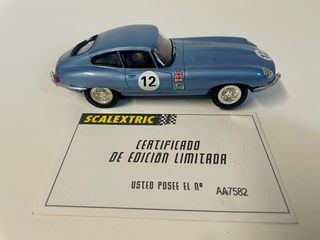 12
SCALEXTRIC
CERTIFICADO
DE EDICION LIMITADA
USTED POSEE EL Nº AA7582